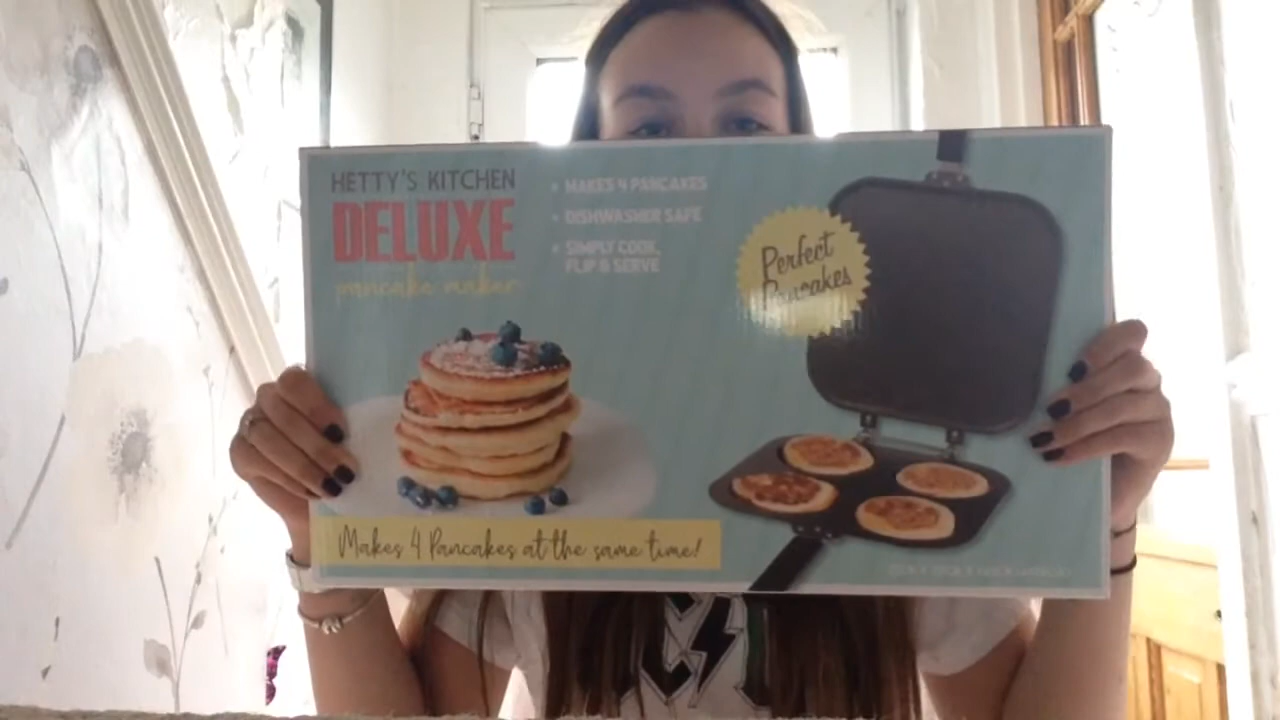 HETTY'S KITCHEN
DELUXE
pancake maker
• MAKES 4 PANCAKES
• DISHWASHER SAFE
• SIMPLY COOK,
FLIP & SERVE
Perfect
Pancakes
Makes 4 Pancakes at the same time!